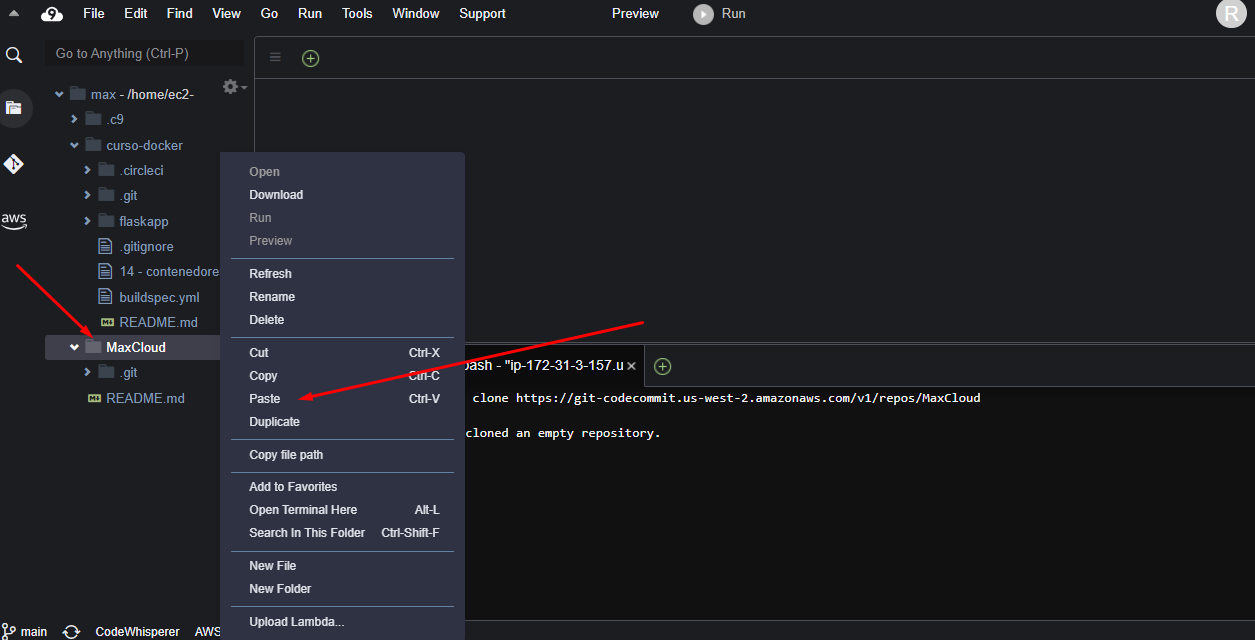 9 File Edit Find View Go Run Tools Window Support Preview Run R
Go to Anything (Ctrl-P)
max - /home/ec2-
.c9
curso-docker
.circleci
.git
flaskapp
.gitignore
14 - contenedore
buildspec.yml
README.md
MaxCloud
.git
README.md
aws
Open
Download
Run
Preview
Refresh
Rename
Delete
Cut Ctrl-X
Copy Ctrl-C
Paste Ctrl-V
Duplicate
Copy file path
Add to Favorites
Open Terminal Here Alt-L
Search In This Folder Ctrl-Shift-F
New File
New Folder
Upload Lambda...
bash - "ip-172-31-3-157.u
clone https://git-codecommit.us-west-2.amazonaws.com/v1/repos/MaxCloud
cloned an empty repository.
main CodeWhisperer AWS